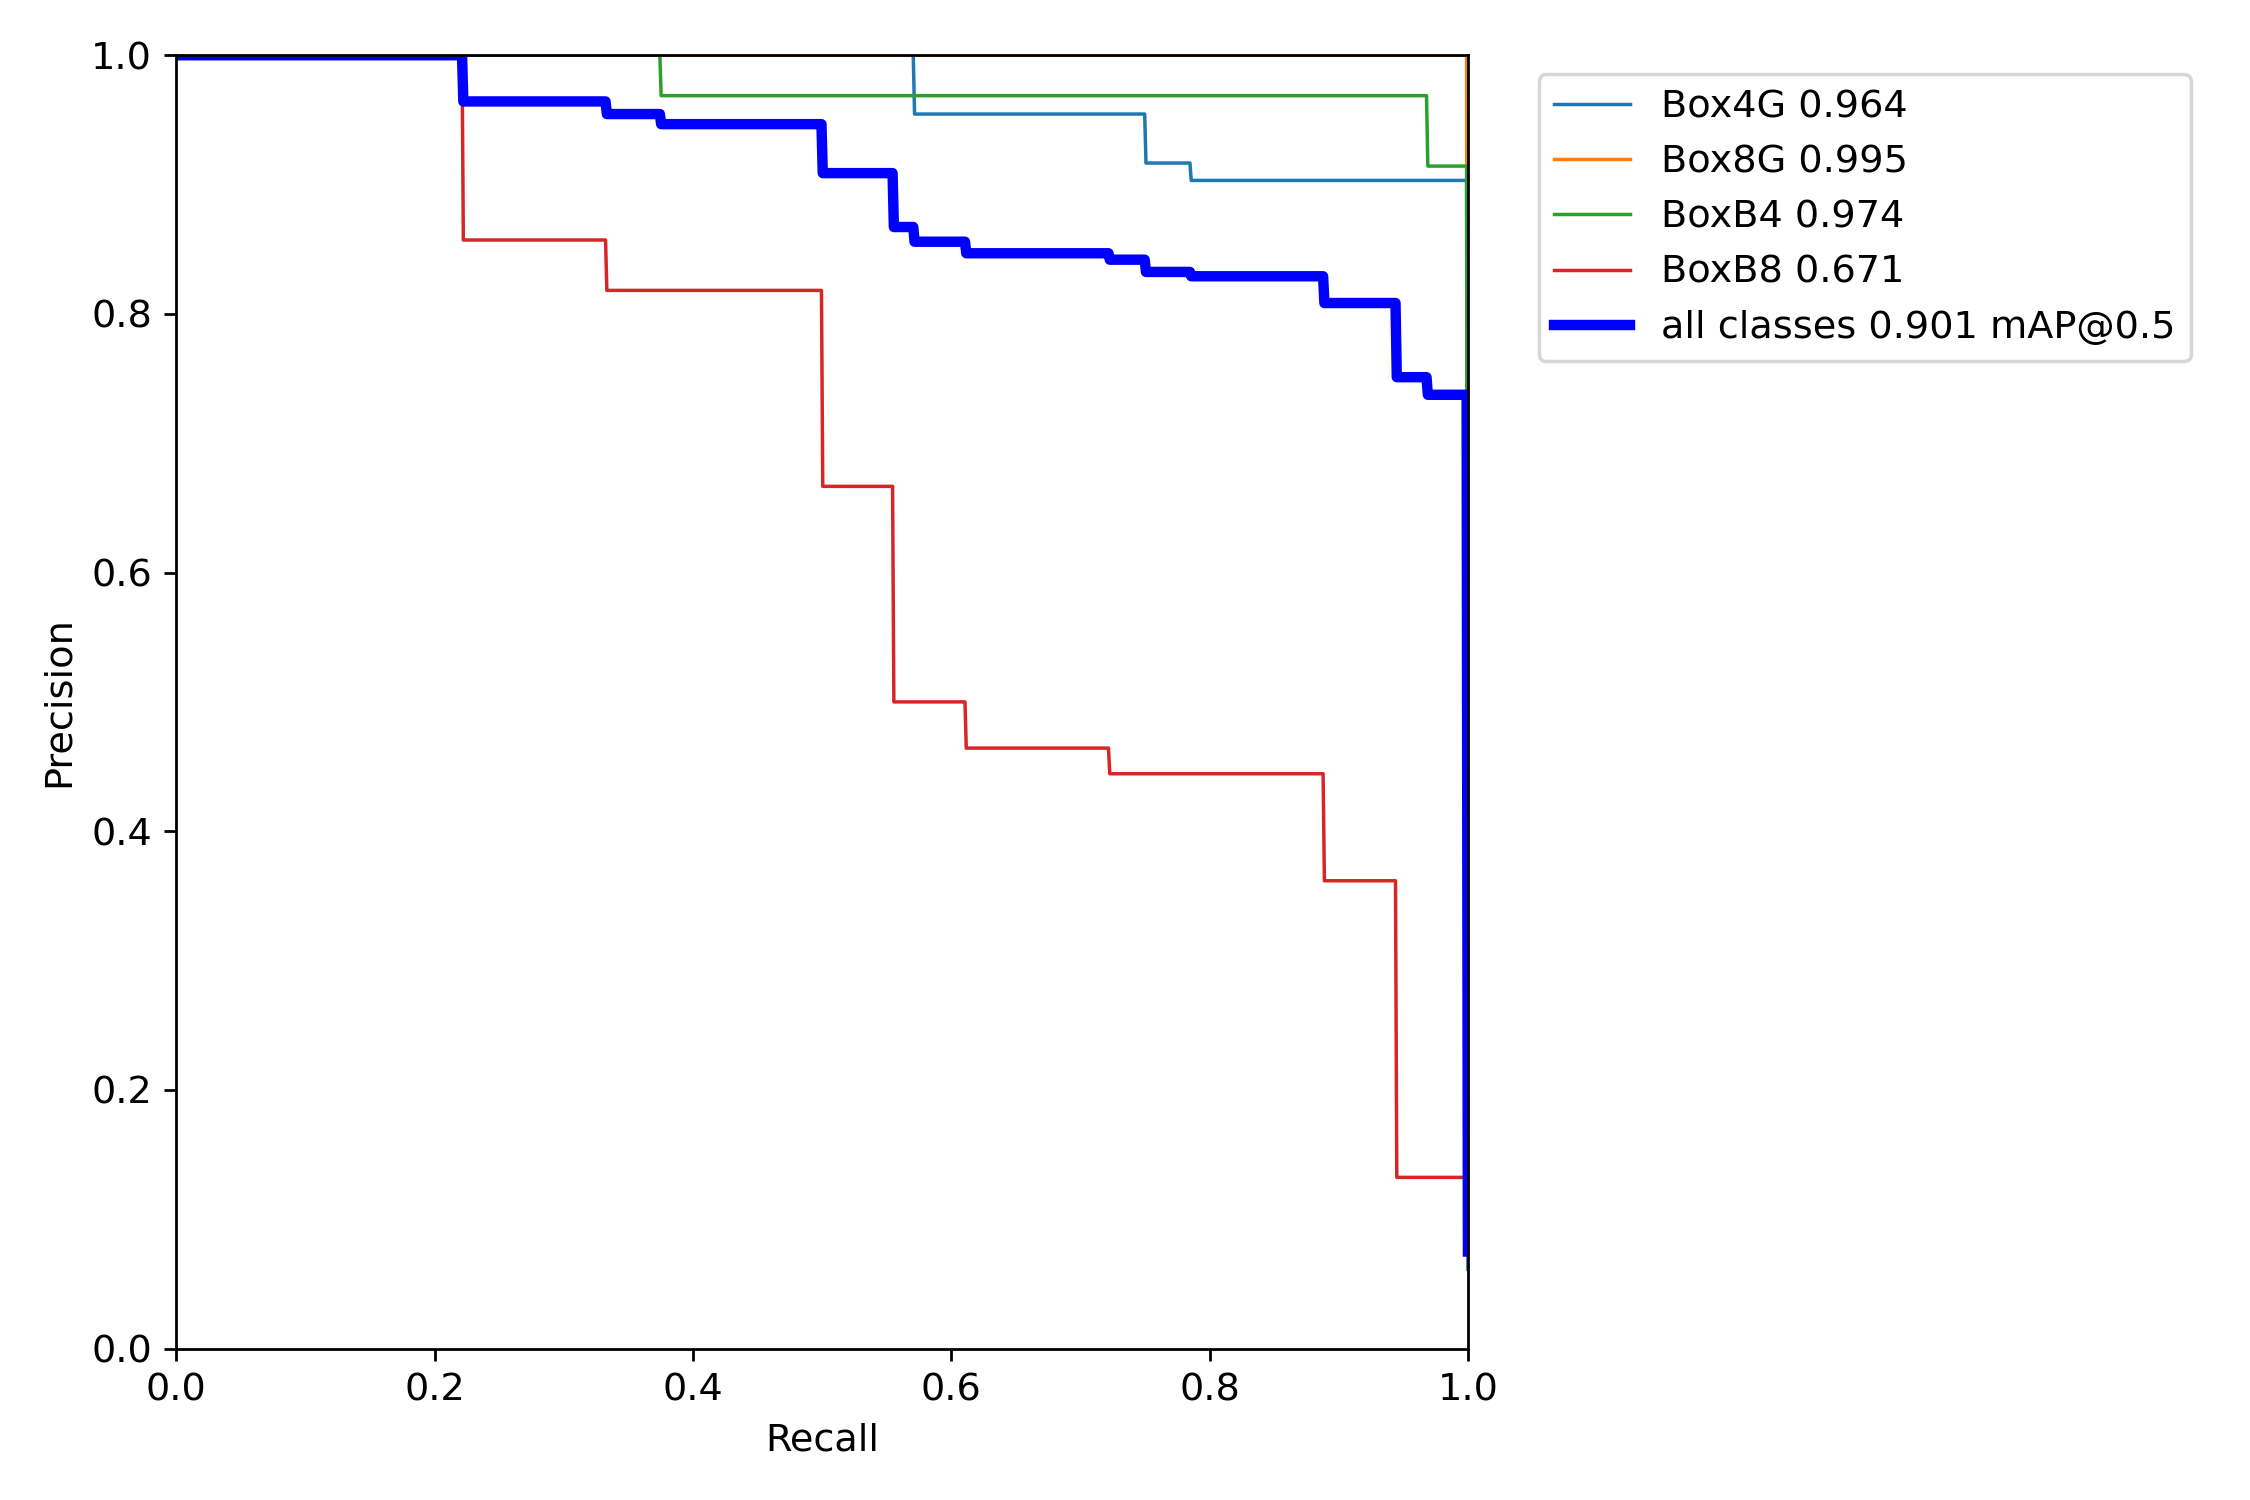 1.0
0.8
0.6
0.4
0.2
0.0
Precision
0.0 0.2 0.4 0.6 0.8 1.0
Recall
Box4G 0.964
Box8G 0.995
BoxB4 0.974
BoxB8 0.671
all classes 0.901 mAP@0.5